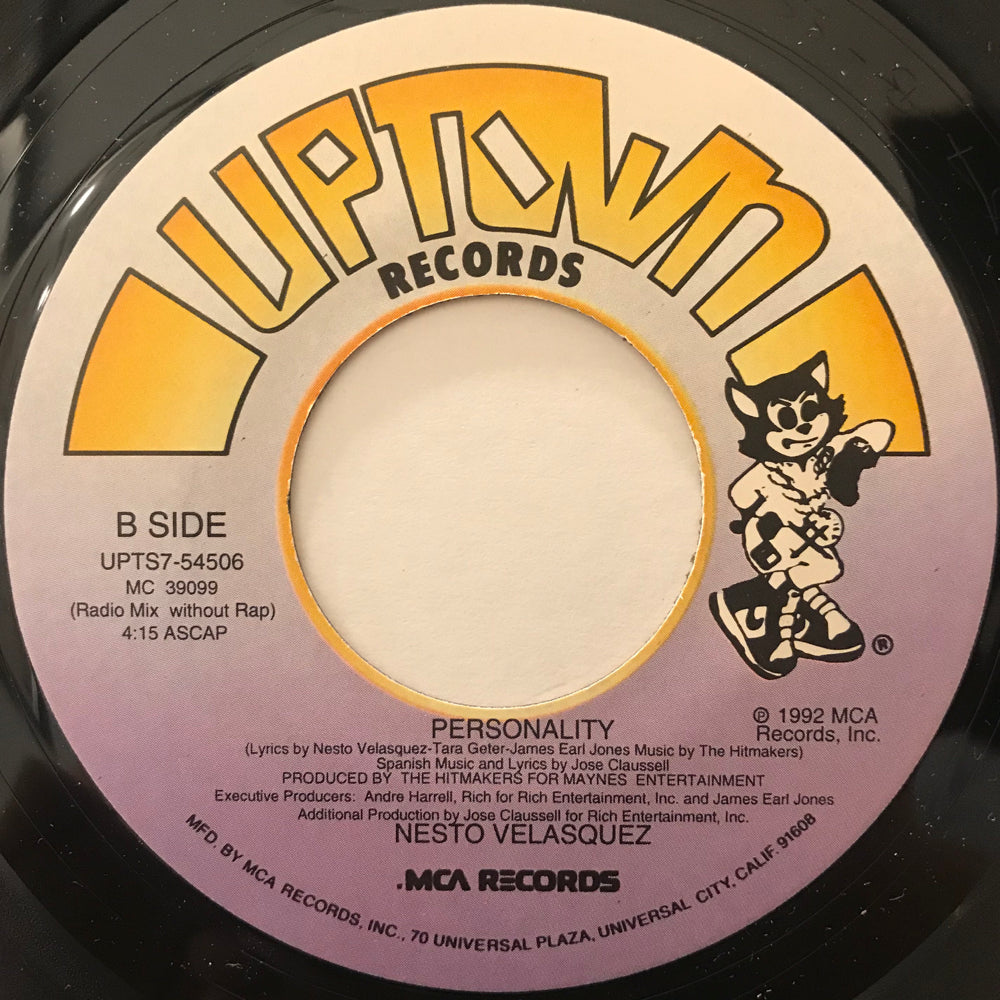 UPTOWN
RECORDS
B SIDE
UPTS7-54506
MC 39099
(Radio Mix without Rap)
4:15 ASCAP
®
℗ 1992 MCA
Records, Inc.
PERSONALITY
(Lyrics by Nesto Velasquez-Tara Geter-James Earl Jones Music by The Hitmakers)
Spanish Music and Lyrics by Jose Claussell
PRODUCED BY THE HITMAKERS FOR MAYNES ENTERTAINMENT
Executive Producers: Andre Harrell, Rich for Rich Entertainment, Inc. and James Earl Jones
Additional Production by Jose Claussell for Rich Entertainment, Inc.
NESTO VELASQUEZ
.MCA RECORDS
MFD. BY MCA RECORDS, INC., 70 UNIVERSAL PLAZA, UNIVERSAL CITY, CALIF. 91608